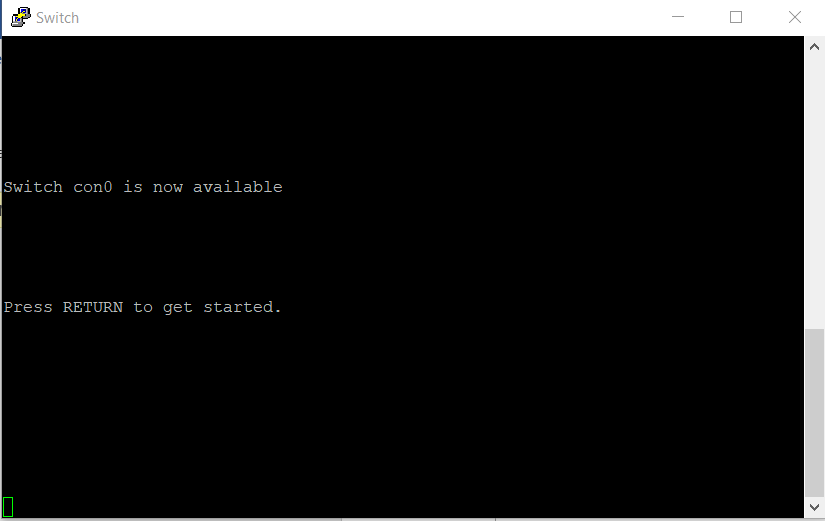 Switch
Switch con0 is now available
Press RETURN to get started.